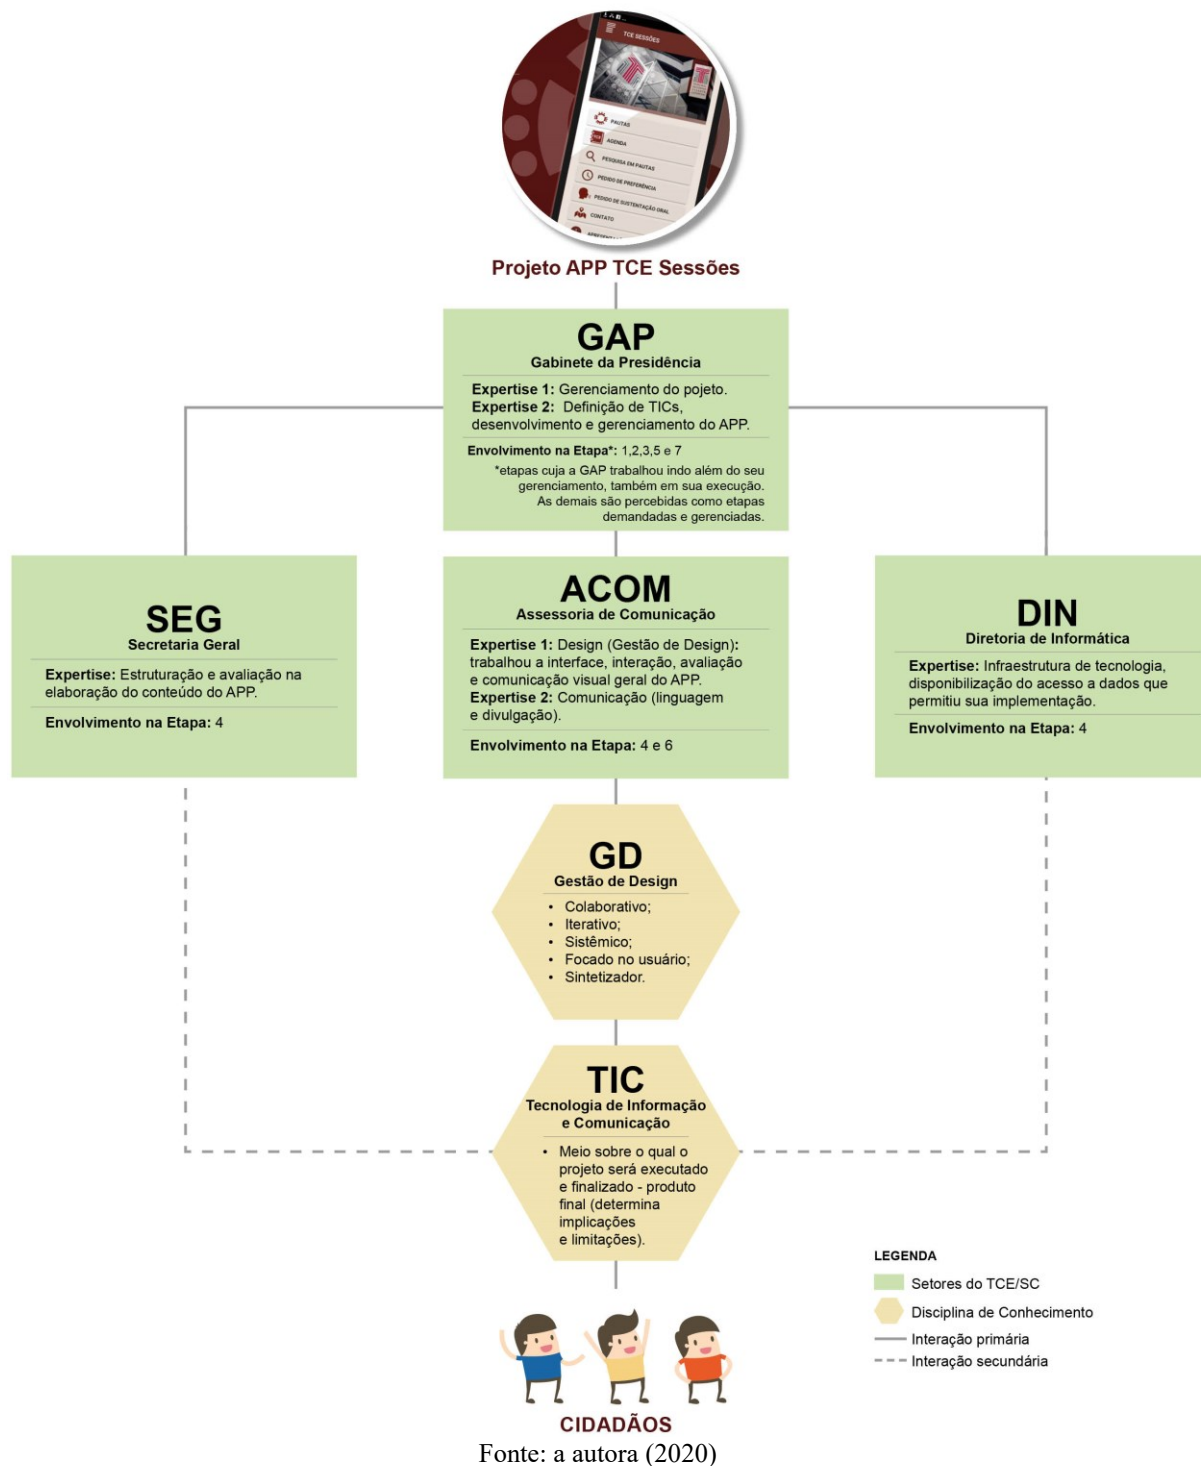 TCE SESSÕES
PAUTAS
AGENDA
PESQUISA EM PAUTAS
PEDIDO DE PREFERÊNCIA
PEDIDO DE SUSTENTAÇÃO ORAL
CONTATO
Projeto APP TCE Sessões
GAP
Gabinete da Presidência
Expertise 1: Gerenciamento do pojeto.
Expertise 2: Definição de TICs,
desenvolvimento e gerenciamento do APP.
Envolvimento na Etapa*: 1,2,3,5 e 7
*etapas cuja a GAP trabalhou indo além do seu
gerenciamento, também em sua execução.
As demais são percebidas como etapas
demandadas e gerenciadas.
SEG
Secretaria Geral
Expertise: Estruturação e avaliação na
elaboração do conteúdo do APP.
Envolvimento na Etapa: 4
ACOM
Assessoria de Comunicação
Expertise 1: Design (Gestão de Design):
trabalhou a interface, interação, avaliação
e comunicação visual geral do APP.
Expertise 2: Comunicação (linguagem
e divulgação).
Envolvimento na Etapa: 4 e 6
DIN
Diretoria de Informática
Expertise: Infraestrutura de tecnologia,
disponibilização do acesso a dados que
permitiu sua implementação.
Envolvimento na Etapa: 4
GD
Gestão de Design
• Colaborativo;
• Iterativo;
• Sistêmico;
• Focado no usuário;
• Sintetizador.
TIC
Tecnologia de Informação
e Comunicação
• Meio sobre o qual o
projeto será executado
e finalizado - produto
final (determina
implicações
e limitações).
LEGENDA
Setores do TCE/SC
Disciplina de Conhecimento
Interação primária
Interação secundária
CIDADÃOS
Fonte: a autora (2020)